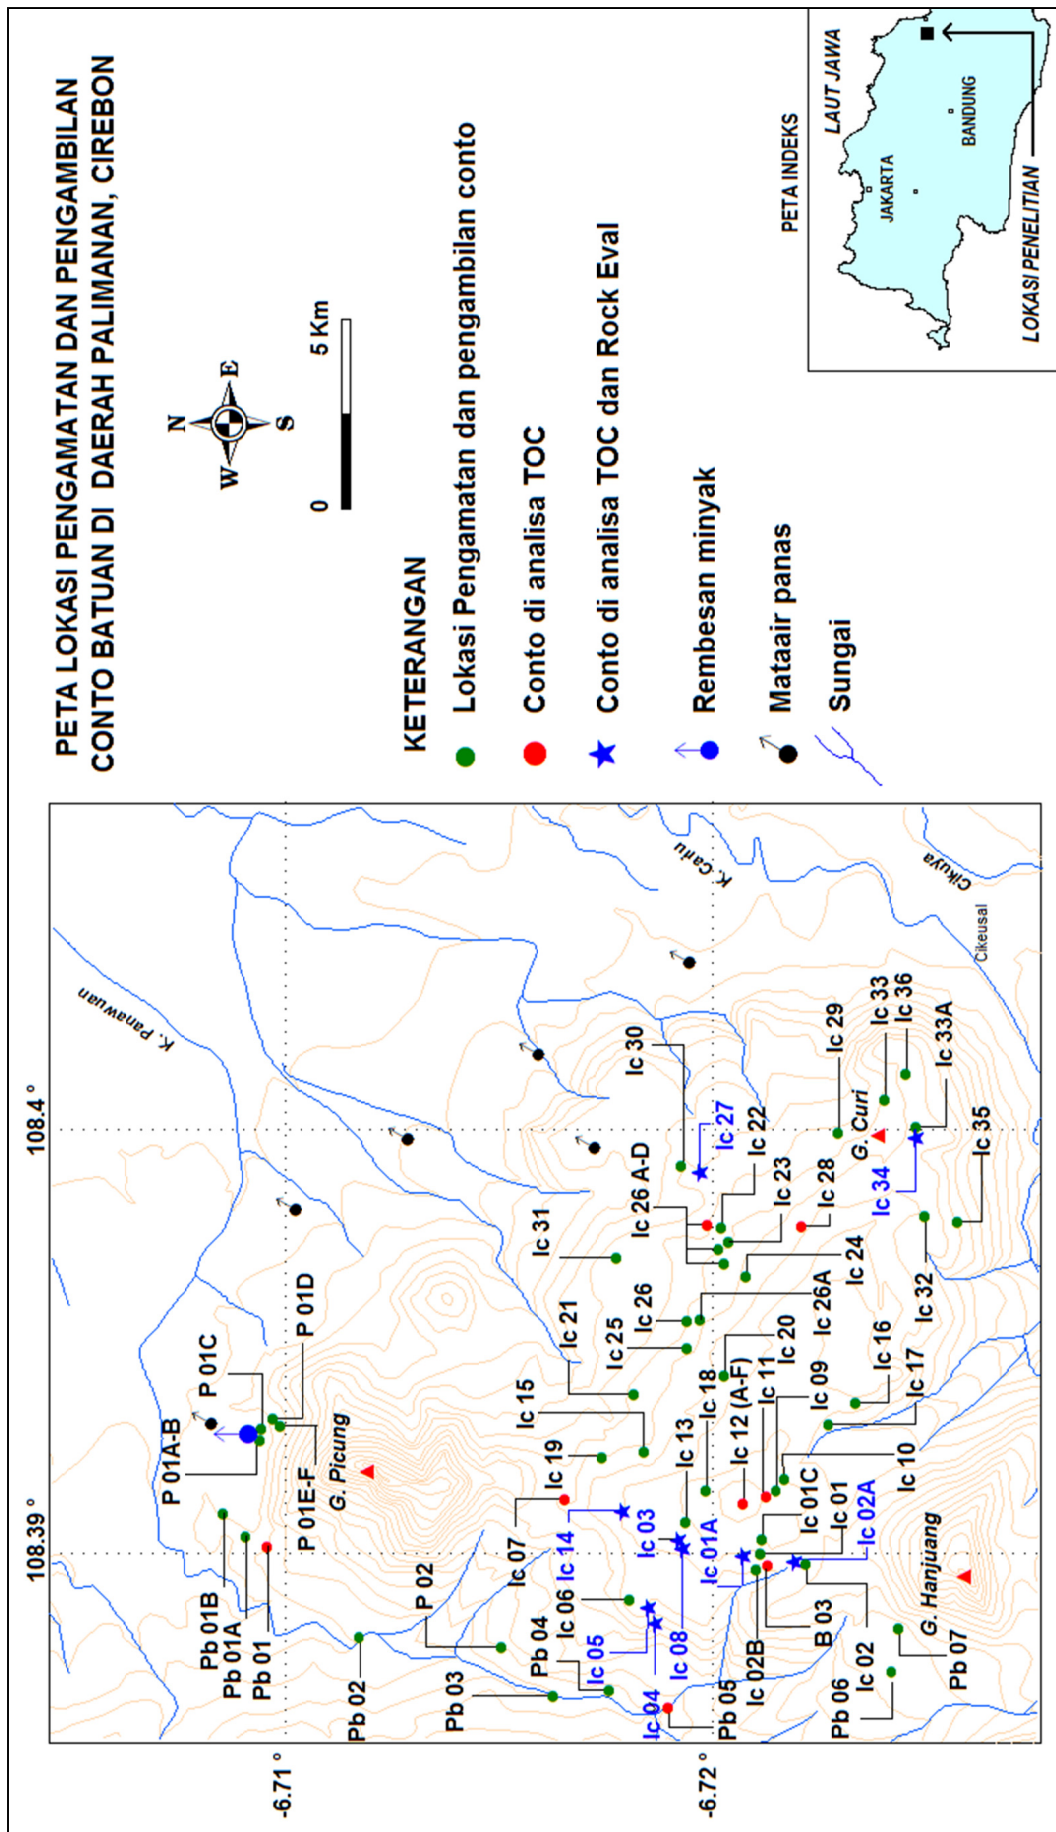 PETA LOKASI PENGAMATAN DAN PENGAMBILAN
CONTO BATUAN DI DAERAH PALIMANAN, CIREBON
N
W
E
S
0
5 Km
KETERANGAN
Lokasi Pengamatan dan pengambilan conto
Conto di analisa TOC
Conto di analisa TOC dan Rock Eval
Rembesan minyak
Mataair panas
Sungai
PETA INDEKS
LAUT JAWA
JAKARTA
BANDUNG
LOKASI PENELITIAN
108.39 °
108.4 °
-6.71 °
-6.72 °
K. Panawuan
K. Carlu
Cikuya
Cikeusal
P 01A-B
P 01C
P 01D
P 01E-F
G. Picung
Pb 01B
Pb 01A
Pb 01
Pb 02
P 02
Pb 03
Pb 04
Ic 07
Ic 14
Ic 06
Ic 05
Ic 04
Ic 03
Ic 08
Ic 19
Ic 15
Ic 21
Ic 25
Ic 26
Ic 31
Ic 26 A-D
Ic 30
Ic 27
Ic 22
Ic 23
Ic 28
Ic 24
Ic 26A
Ic 20
Ic 18
Ic 13
Ic 12 (A-F)
Ic 11
Ic 09
Ic 10
Ic 16
Ic 17
Ic 01A
Ic 01C
Ic 01
Ic 02A
Pb 05
Ic 02B
B 03
Ic 02
Pb 06
Pb 07
G. Hanjuang
Ic 29
G. Curi
Ic 33
Ic 36
Ic 33A
Ic 34
Ic 35
Ic 32